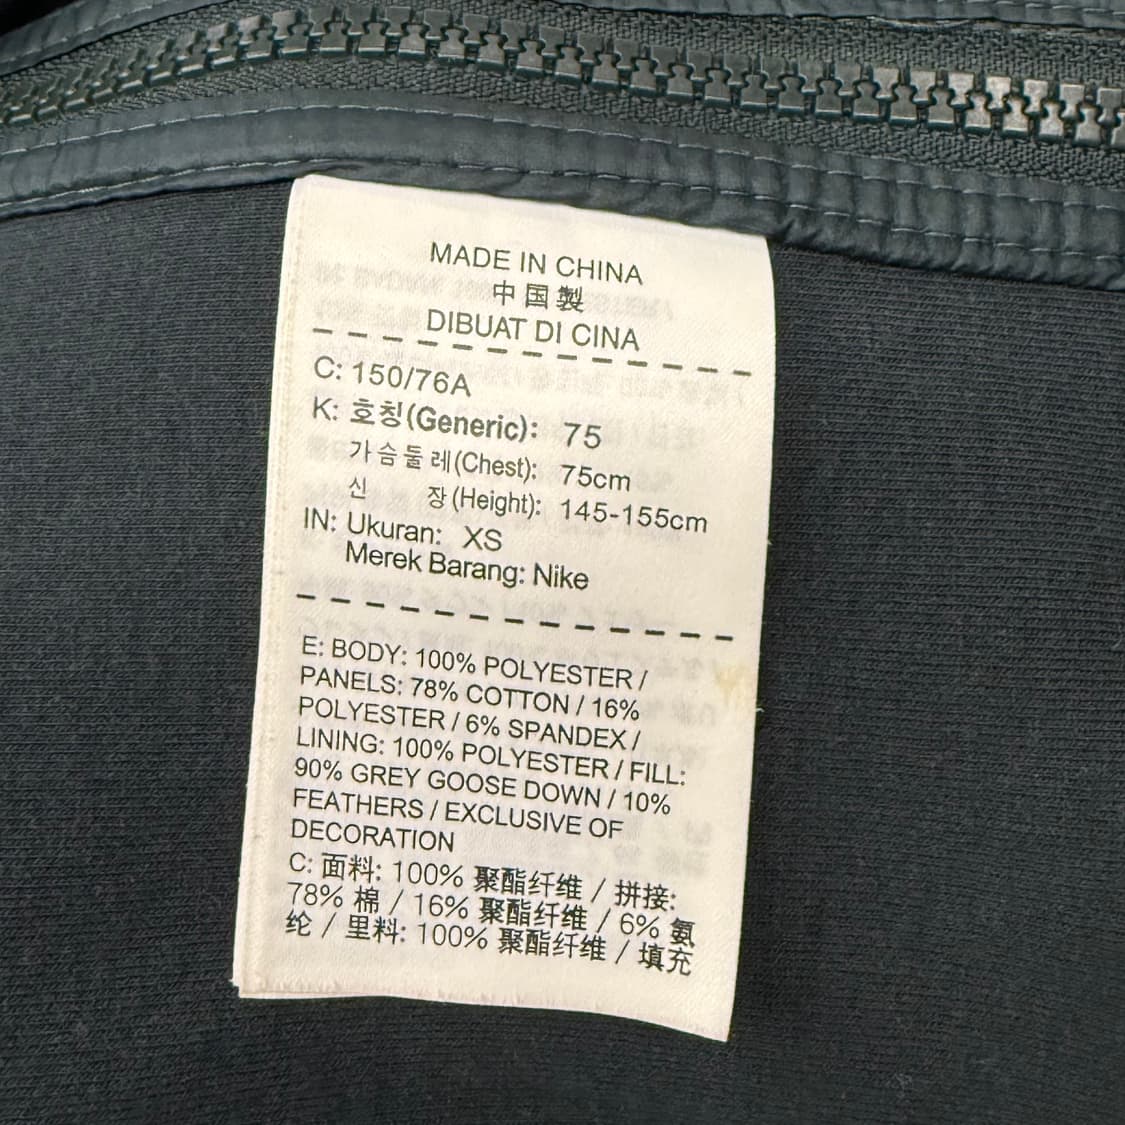 MADE IN CHINA
中国製
DIBUAT DI CINA
C: 150/76A
K: 호칭(Generic): 75
가슴둘레(Chest): 75cm
신 장(Height): 145-155cm
IN: Ukuran: XS
Merek Barang: Nike
E: BODY: 100% POLYESTER /
PANELS: 78% COTTON / 16%
POLYESTER / 6% SPANDEX /
LINING: 100% POLYESTER / FILL:
90% GREY GOOSE DOWN / 10%
FEATHERS / EXCLUSIVE OF
DECORATION
C: 面料: 100% 聚酯纤维 / 拼接:
78% 棉 / 16% 聚酯纤维 / 6% 氨
纶 / 里料: 100% 聚酯纤维 / 填充